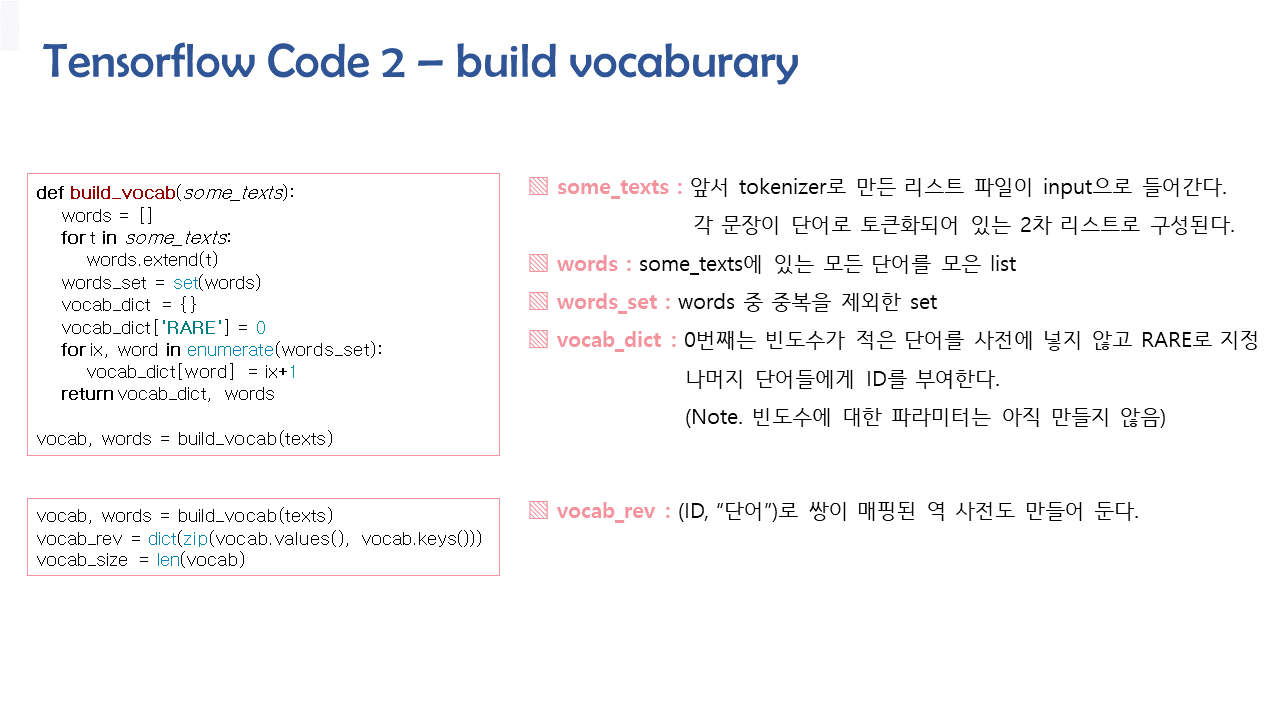 Tensorflow Code 2 – build vocaburary
def build_vocab(some_texts):
words = []
for t in some_texts:
words.extend(t)
words_set = set(words)
vocab_dict = {}
vocab_dict['RARE'] = 0
for ix, word in enumerate(words_set):
vocab_dict[word] = ix+1
return vocab_dict, words
vocab, words = build_vocab(texts)
some_texts : 앞서 tokenizer로 만든 리스트 파일이 input으로 들어간다.
각 문장이 단어로 토큰화되어 있는 2차 리스트로 구성된다.
words : some_texts에 있는 모든 단어를 모은 list
words_set : words 중 중복을 제외한 set
vocab_dict : 0번째는 빈도수가 적은 단어를 사전에 넣지 않고 RARE로 지정
나머지 단어들에게 ID를 부여한다.
(Note. 빈도수에 대한 파라미터는 아직 만들지 않음)
vocab, words = build_vocab(texts)
vocab_rev = dict(zip(vocab.values(), vocab.keys()))
vocab_size = len(vocab)
vocab_rev : (ID, “단어”)로 쌍이 매핑된 역 사전도 만들어 둔다.